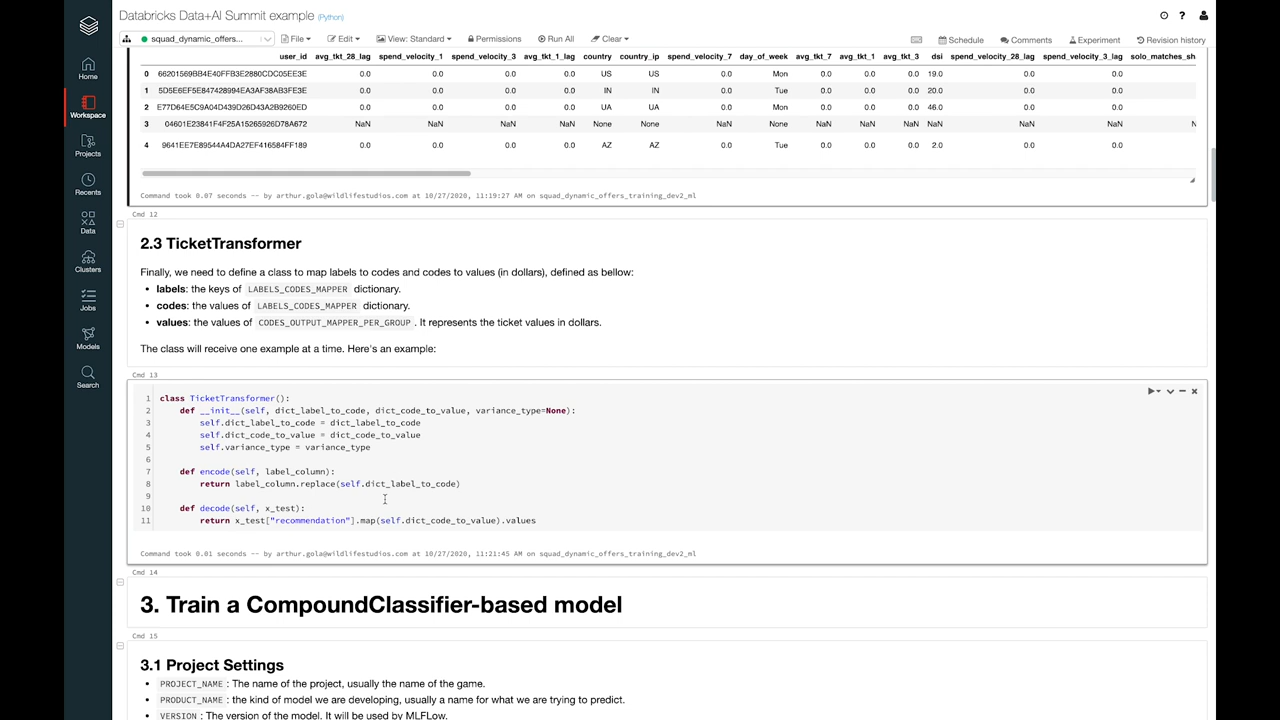 Databricks Data+AI Summit example (Python)
squad_dynamic_offers... File Edit View: Standard Permissions Run All Clear Schedule Comments Experiment Revision history
Home
Workspace
Projects
Recents
Data
Clusters
Jobs
Models
Search
user_id avg_tkt_28_lag spend_velocity_1 spend_velocity_3 avg_tkt_1_lag country country_ip spend_velocity_7 day_of_week avg_tkt_7 avg_tkt_1 avg_tkt_3 dsi spend_velocity_28_lag spend_velocity_3_lag solo_matches_sh
0 66201569BB4E40FFB3E2880CDC05EE3E 0.0 0.0 0.0 0.0 US US 0.0 Mon 0.0 0.0 0.0 19.0 0.0 0.0
1 5D5E6EF5E847428994EA3AF38AB3FE3E 0.0 0.0 0.0 0.0 IN IN 0.0 Tue 0.0 0.0 0.0 20.0 0.0 0.0
2 E77D64E5C9A04D439D26D43A2B9260ED 0.0 0.0 0.0 0.0 UA UA 0.0 Mon 0.0 0.0 0.0 46.0 0.0 0.0
3 04601E23841F4F25A15265926D78A672 NaN NaN NaN NaN None None NaN None NaN NaN NaN NaN NaN NaN N
4 9641EE7E89544A4DA27EF416584FF189 0.0 0.0 0.0 0.0 AZ AZ 0.0 Tue 0.0 0.0 0.0 2.0 0.0 0.0
Command took 0.07 seconds -- by arthur.gola@wildlifestudios.com at 10/27/2020, 11:19:27 AM on squad_dynamic_offers_training_dev2_ml
Cmd 12
2.3 TicketTransformer
Finally, we need to define a class to map labels to codes and codes to values (in dollars), defined as bellow:
• labels: the keys of LABELS_CODES_MAPPER dictionary.
• codes: the values of LABELS_CODES_MAPPER dictionary.
• values: the values of CODES_OUTPUT_MAPPER_PER_GROUP. It represents the ticket values in dollars.
The class will receive one example at a time. Here's an example:
Cmd 13
1 class TicketTransformer():
2 def __init__(self, dict_label_to_code, dict_code_to_value, variance_type=None):
3 self.dict_label_to_code = dict_label_to_code
4 self.dict_code_to_value = dict_code_to_value
5 self.variance_type = variance_type
6
7 def encode(self, label_column):
8 return label_column.replace(self.dict_label_to_code)
9
10 def decode(self, x_test):
11 return x_test["recommendation"].map(self.dict_code_to_value).values
Command took 0.01 seconds -- by arthur.gola@wildlifestudios.com at 10/27/2020, 11:21:45 AM on squad_dynamic_offers_training_dev2_ml
Cmd 14
3. Train a CompoundClassifier-based model
Cmd 15
3.1 Project Settings
• PROJECT_NAME : The name of the project, usually the name of the game.
• PRODUCT_NAME : the kind of model we are developing, usually a name for what we are trying to predict.
• VERSION : The version of the model. It will be used by MLFLow.